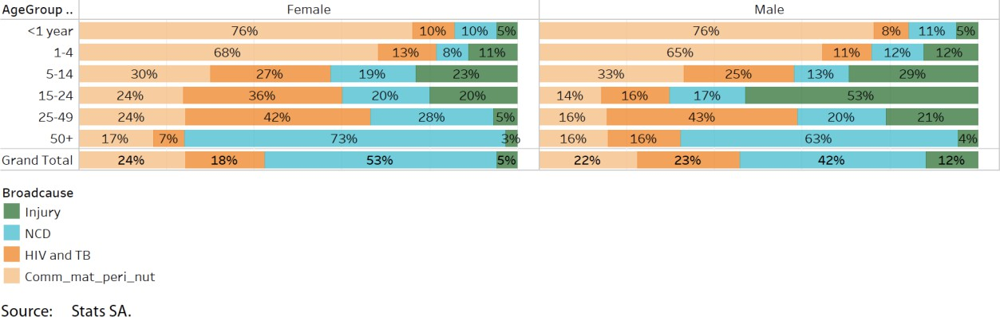 AgeGroup .. Female Male
<1 year 76% 10% 10% 5% 76% 8% 11% 5%
1-4 68% 13% 8% 11% 65% 11% 12% 12%
5-14 30% 27% 19% 23% 33% 25% 13% 29%
15-24 24% 36% 20% 20% 14% 16% 17% 53%
25-49 24% 42% 28% 5% 16% 43% 20% 21%
50+ 17% 7% 73% 3% 16% 16% 63% 4%
Grand Total 24% 18% 53% 5% 22% 23% 42% 12%
Broadcause
Injury
NCD
HIV and TB
Comm_mat_peri_nut
Source: Stats SA.